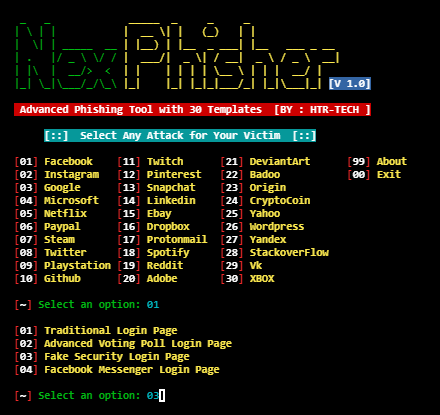 NexPhisher
[V 1.0]
Advanced Phishing Tool with 30 Templates [BY : HTR-TECH ]
[::] Select Any Attack for Your Victim [::]
[01] Facebook [11] Twitch [21] DeviantArt [99] About
[02] Instagram [12] Pinterest [22] Badoo [00] Exit
[03] Google [13] Snapchat [23] Origin
[04] Microsoft [14] Linkedin [24] CryptoCoin
[05] Netflix [15] Ebay [25] Yahoo
[06] Paypal [16] Dropbox [26] Wordpress
[07] Steam [17] Protonmail [27] Yandex
[08] Twitter [18] Spotify [28] StackoverFlow
[09] Playstation [19] Reddit [29] Vk
[10] Github [20] Adobe [30] XBOX
[~] Select an option: 01
[01] Traditional Login Page
[02] Advanced Voting Poll Login Page
[03] Fake Security Login Page
[04] Facebook Messenger Login Page
[~] Select an option: 03